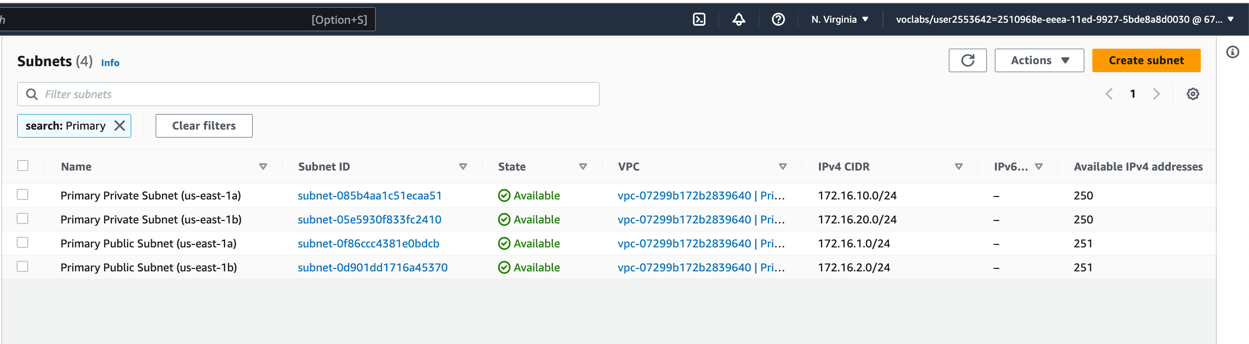 h [Option+S] N. Virginia voclabs/user2553642=2510968e-eeea-11ed-9927-5bde8a8d0030 @ 67...
Subnets (4) Info Actions Create subnet
Filter subnets 1
search: Primary Clear filters
Name Subnet ID State VPC IPv4 CIDR IPv6... Available IPv4 addresses
Primary Private Subnet (us-east-1a) subnet-085b4aa1c51ecaa51 Available vpc-07299b172b2839640 | Pri... 172.16.10.0/24 – 250
Primary Private Subnet (us-east-1b) subnet-05e5930f833fc2410 Available vpc-07299b172b2839640 | Pri... 172.16.20.0/24 – 250
Primary Public Subnet (us-east-1a) subnet-0f86ccc4381e0bdcb Available vpc-07299b172b2839640 | Pri... 172.16.1.0/24 – 251
Primary Public Subnet (us-east-1b) subnet-0d901dd1716a45370 Available vpc-07299b172b2839640 | Pri... 172.16.2.0/24 – 251